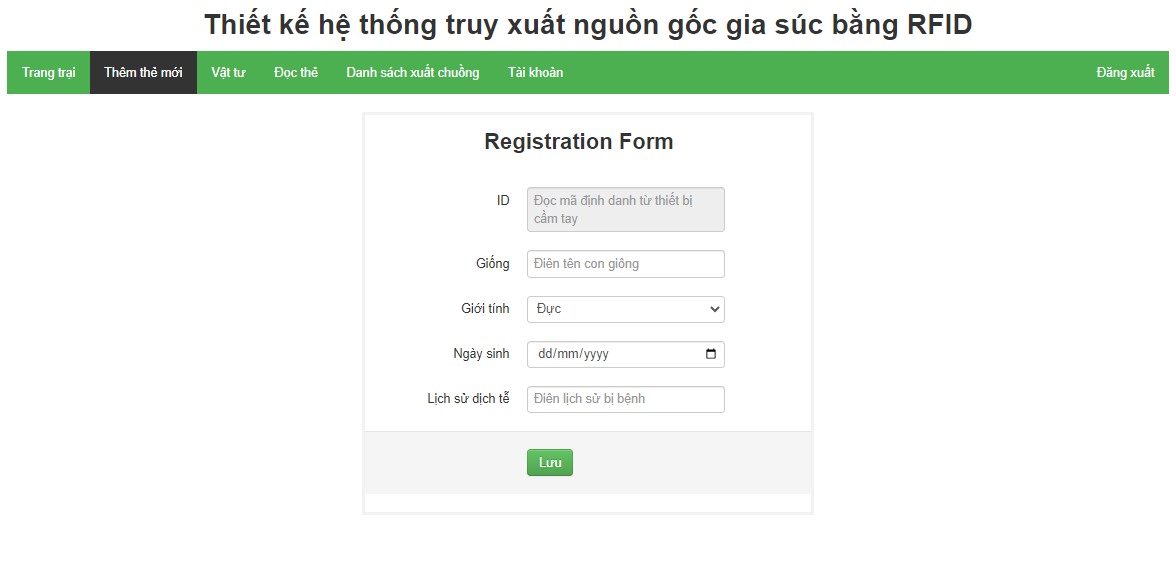 Thiết kế hệ thống truy xuất nguồn gốc gia súc bằng RFID
Trang trại Thêm thẻ mới Vật tư Đọc thẻ Danh sách xuất chuồng Tài khoản Đăng xuất
Registration Form
ID Đọc mã định danh từ thiết bị
cầm tay
Giống Điên tên con giông
Giới tính Đực
Ngày sinh dd/mm/yyyy
Lịch sử dịch tễ Điên lịch sử bị bệnh
Lưu